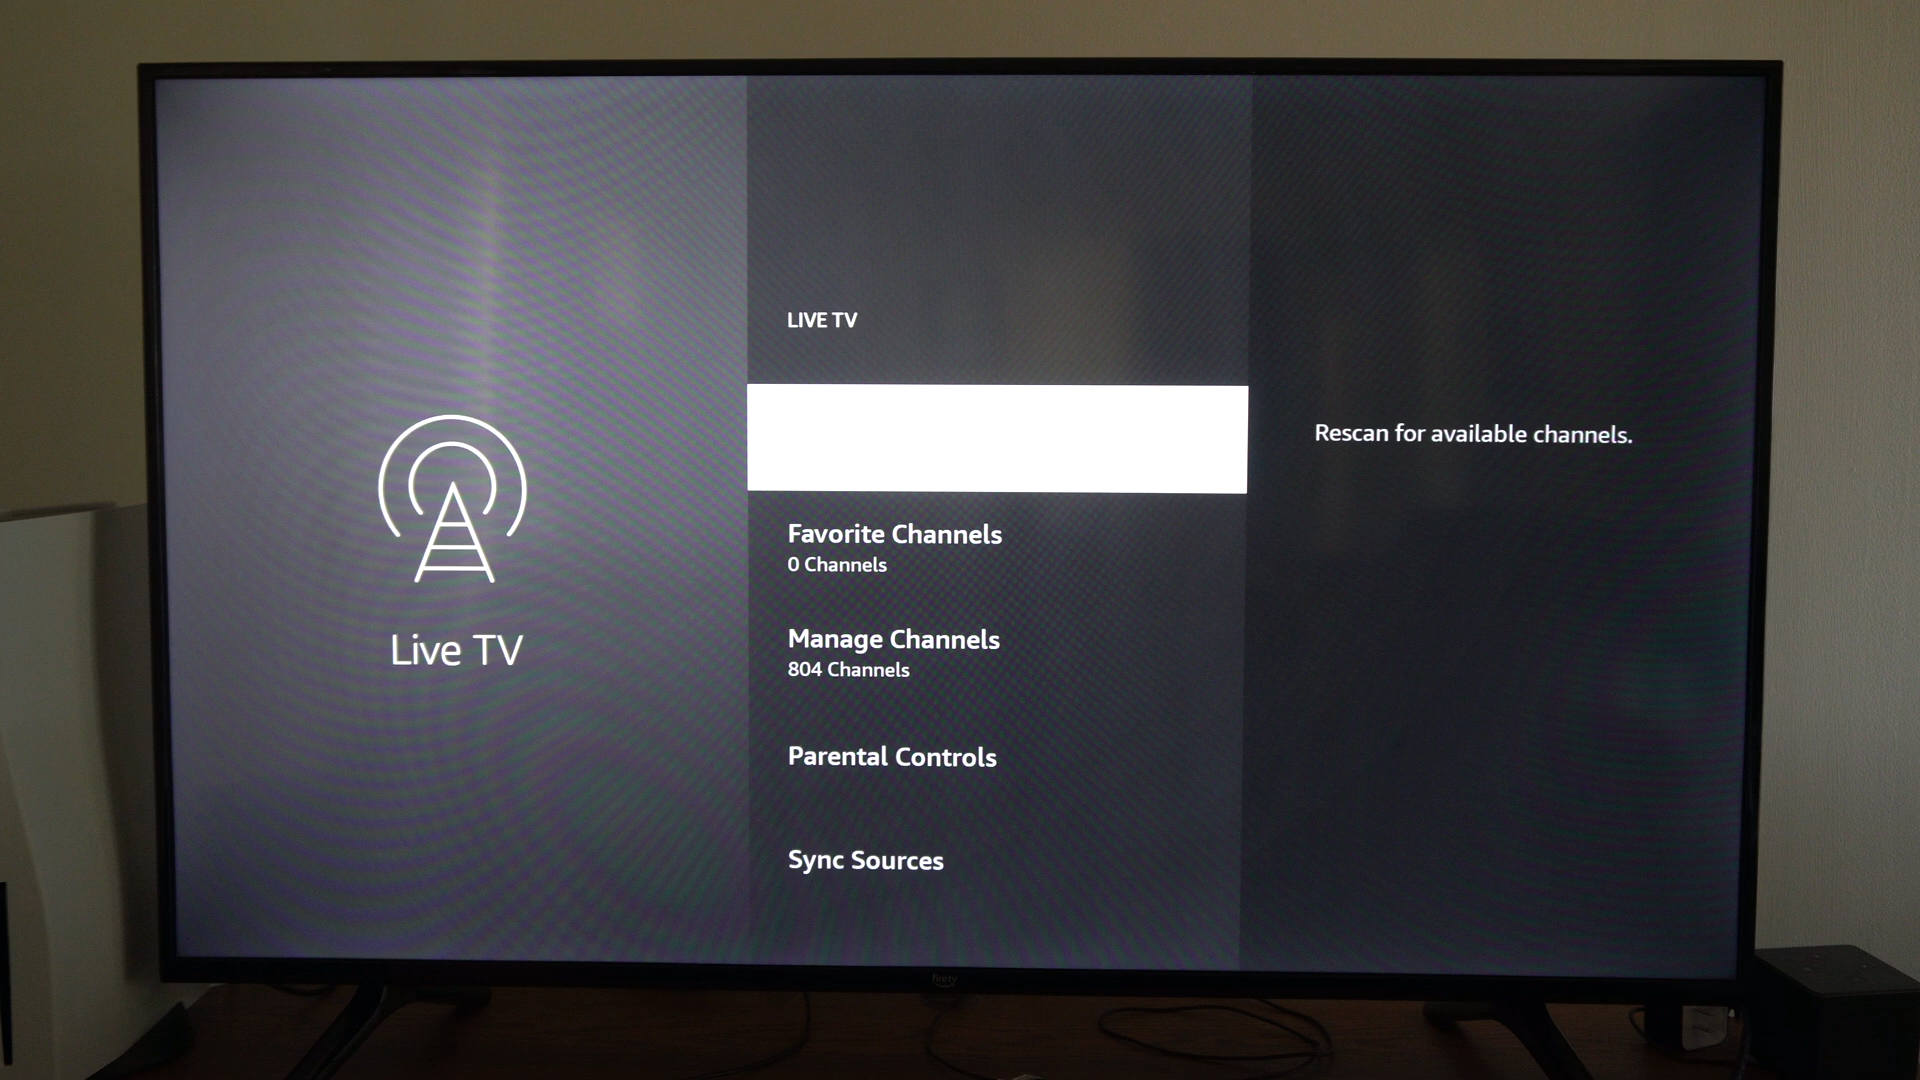 LIVE TV
Rescan for available channels.
Favorite Channels
0 Channels
Manage Channels
804 Channels
Live TV
Parental Controls
Sync Sources
firetv